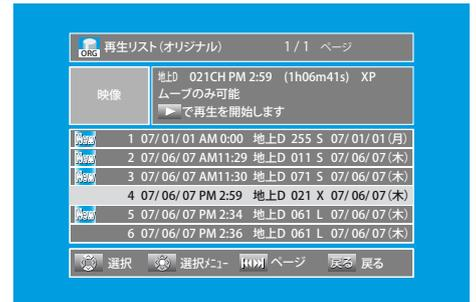 ORG 再生リスト(オリジナル) 1/1 ページ
映像
地上D 021CH PM 2:59 (1h06m41s) XP
ムーブのみ可能
▶で再生を開始します
New 1 07/01/01 AM 0:00 地上D 255 S 07/01/01(月)
New 2 07/06/07 AM11:29 地上D 011 S 07/06/07(木)
New 3 07/06/07 AM11:30 地上D 071 S 07/06/07(木)
4 07/06/07 PM 2:59 地上D 021 X 07/06/07(木)
New 5 07/06/07 PM 2:34 地上D 061 L 07/06/07(木)
6 07/06/07 PM 2:36 地上D 061 L 07/06/07(木)
選択 選択メニュー ページ 戻る 戻る